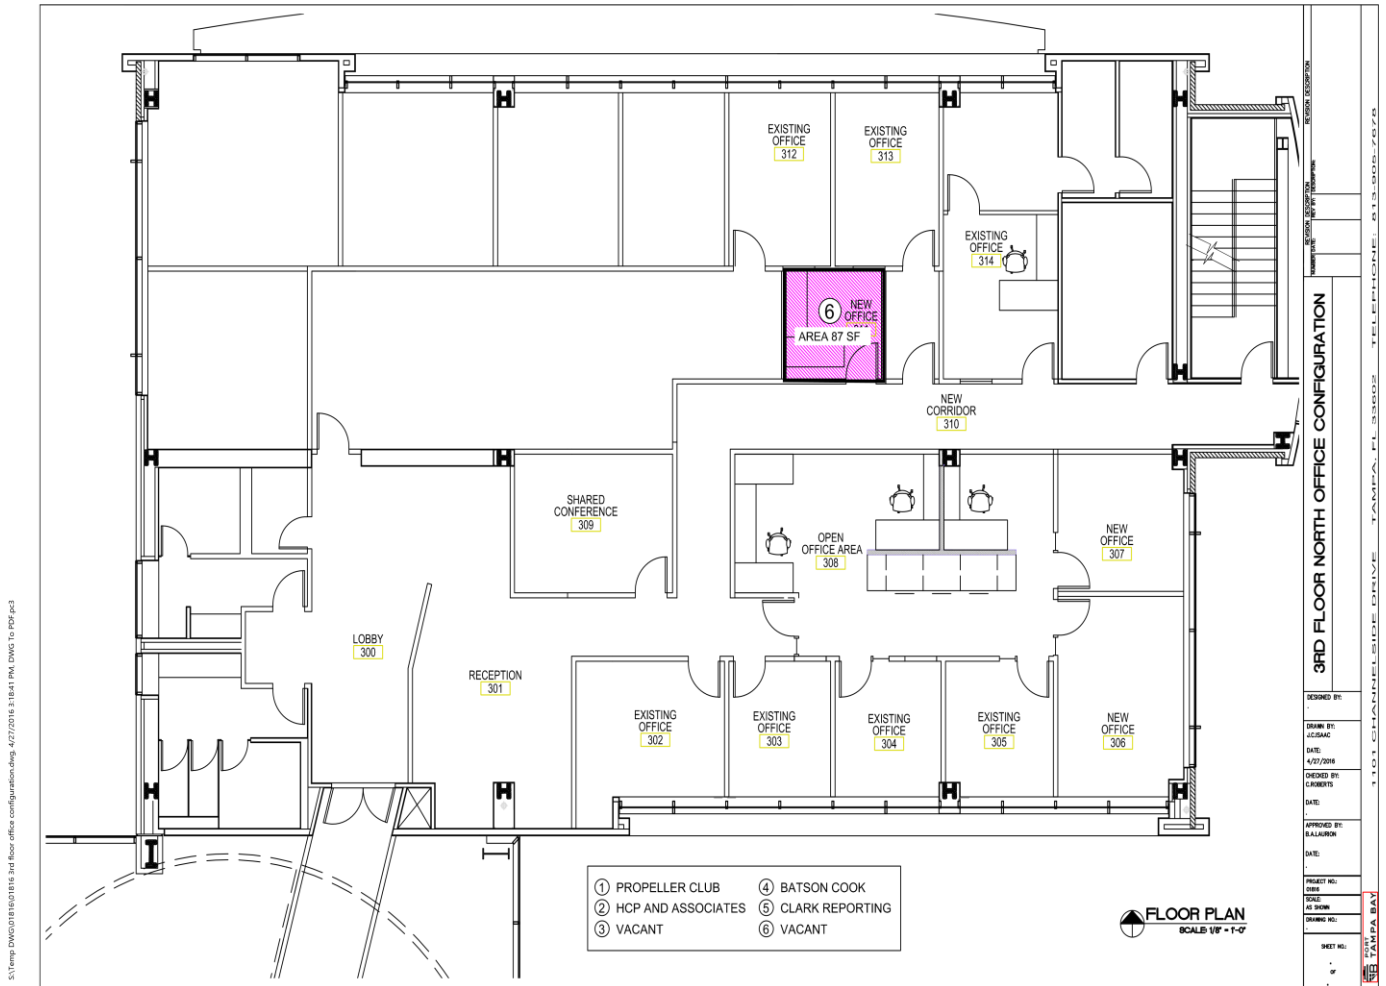 EXISTING
OFFICE
312
EXISTING
OFFICE
313
EXISTING
OFFICE
314
6
NEW
OFFICE
AREA 87 SF
NEW
CORRIDOR
310
SHARED
CONFERENCE
309
OPEN
OFFICE AREA
308
NEW
OFFICE
307
LOBBY
300
RECEPTION
301
EXISTING
OFFICE
302
EXISTING
OFFICE
303
EXISTING
OFFICE
304
EXISTING
OFFICE
305
NEW
OFFICE
306
1 PROPELLER CLUB
2 HCP AND ASSOCIATES
3 VACANT
4 BATSON COOK
5 CLARK REPORTING
6 VACANT
FLOOR PLAN
SCALE: 1/8" = 1'-0"
S:\Temp DWG\01816\01816 3rd floor office configuration.dwg, 4/27/2016 3:18:41 PM, DWG To PDF.pc3
REVISION DESCRIPTION
REVISION DESCRIPTION
3RD FLOOR NORTH OFFICE CONFIGURATION
1101 CHANNELSIDE DRIVE TAMPA, FL 33602 TELEPHONE: 813-905-7678
DESIGNED BY:
DRAWN BY:
J.C.ISAAC
DATE:
4/27/2016
CHECKED BY:
C.ROBERTS
DATE:
APPROVED BY:
B.A.LAURION
DATE:
PROJECT NO.:
01816
SCALE:
AS SHOWN
DRAWING NO.:
SHEET NO.:
OF
PORT
TAMPA BAY